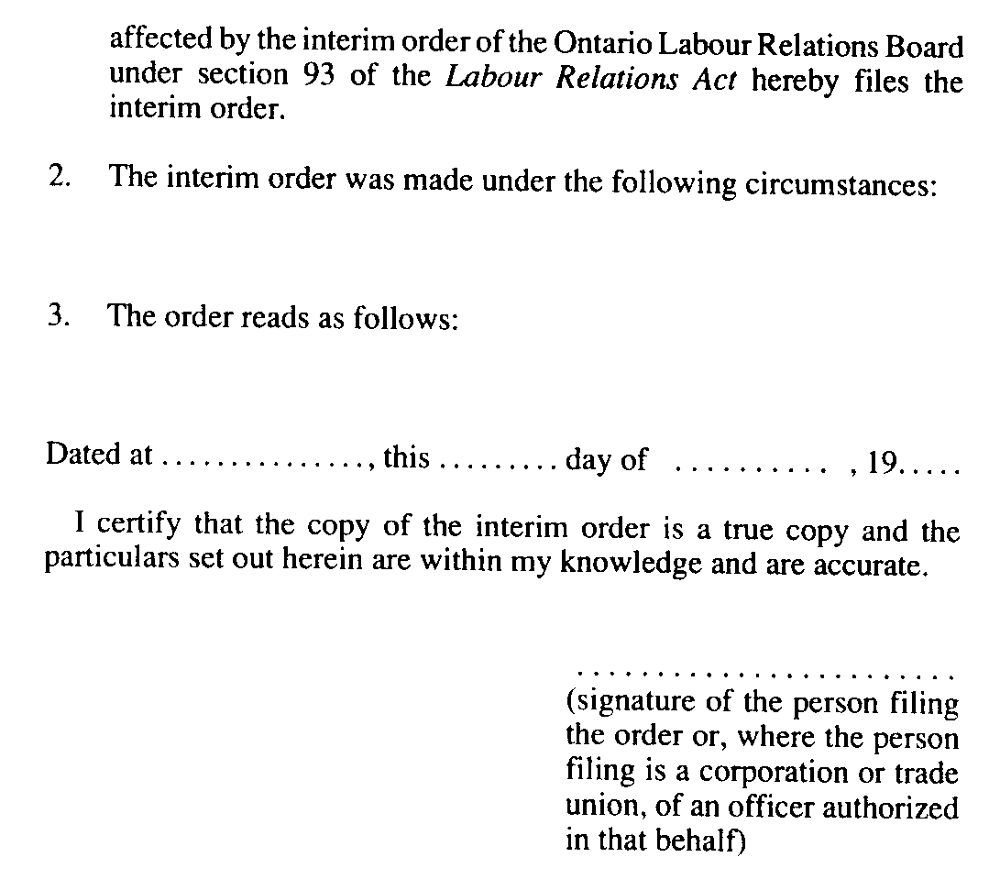 affected by the interim order of the Ontario Labour Relations Board
under section 93 of the Labour Relations Act hereby files the
interim order.
2. The interim order was made under the following circumstances:
3. The order reads as follows:
Dated at ..............., this ......... day of .......... , 19.....
I certify that the copy of the interim order is a true copy and the
particulars set out herein are within my knowledge and are accurate.
........................
(signature of the person filing
the order or, where the person
filing is a corporation or trade
union, of an officer authorized
in that behalf)